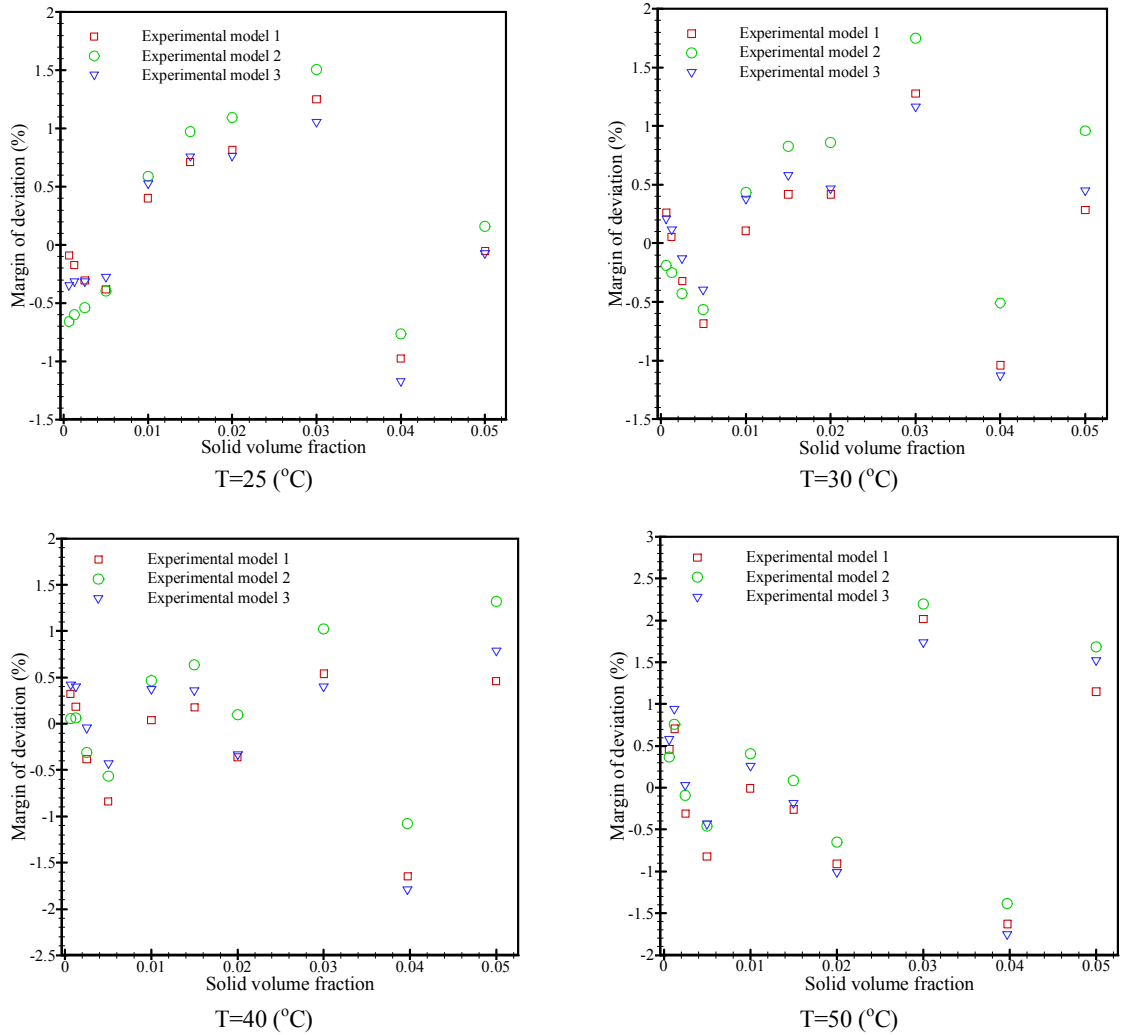 2
1.5
1
0.5
0
-0.5
-1
-1.5
Margin of deviation (%)
Experimental model 1
Experimental model 2
Experimental model 3
0 0.01 0.02 0.03 0.04 0.05
Solid volume fraction
T=25 (°C)
2
1.5
1
0.5
0
-0.5
-1
-1.5
Margin of deviation (%)
Experimental model 1
Experimental model 2
Experimental model 3
0 0.01 0.02 0.03 0.04 0.05
Solid volume fraction
T=30 (°C)
2
1.5
1
0.5
0
-0.5
-1
-1.5
-2
-2.5
Margin of deviation (%)
Experimental model 1
Experimental model 2
Experimental model 3
0 0.01 0.02 0.03 0.04 0.05
Solid volume fraction
T=40 (°C)
3
2.5
2
1.5
1
0.5
0
-0.5
-1
-1.5
-2
Margin of deviation (%)
Experimental model 1
Experimental model 2
Experimental model 3
0 0.01 0.02 0.03 0.04 0.05
Solid volume fraction
T=50 (°C)